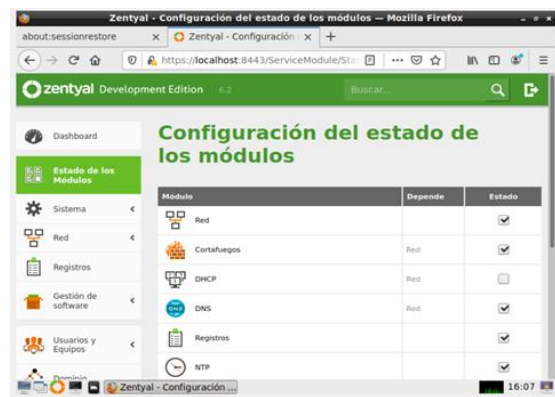 Zentyal - Configuración del estado de los módulos — Mozilla Firefox
about:sessionrestore
Zentyal - Configuración
https://localhost:8443/ServiceModule/Sta
zentyal Development Edition 6.2
Buscar...
Dashboard
Estado de los Módulos
Sistema
Red
Registros
Gestión de software
Usuarios y Equipos
Dominio
Configuración del estado de los módulos
Módulo Depende Estado
Red
Cortafuegos Red
DHCP Red
DNS Red
Registros
NTP
Zentyal - Configuración ...
16:07